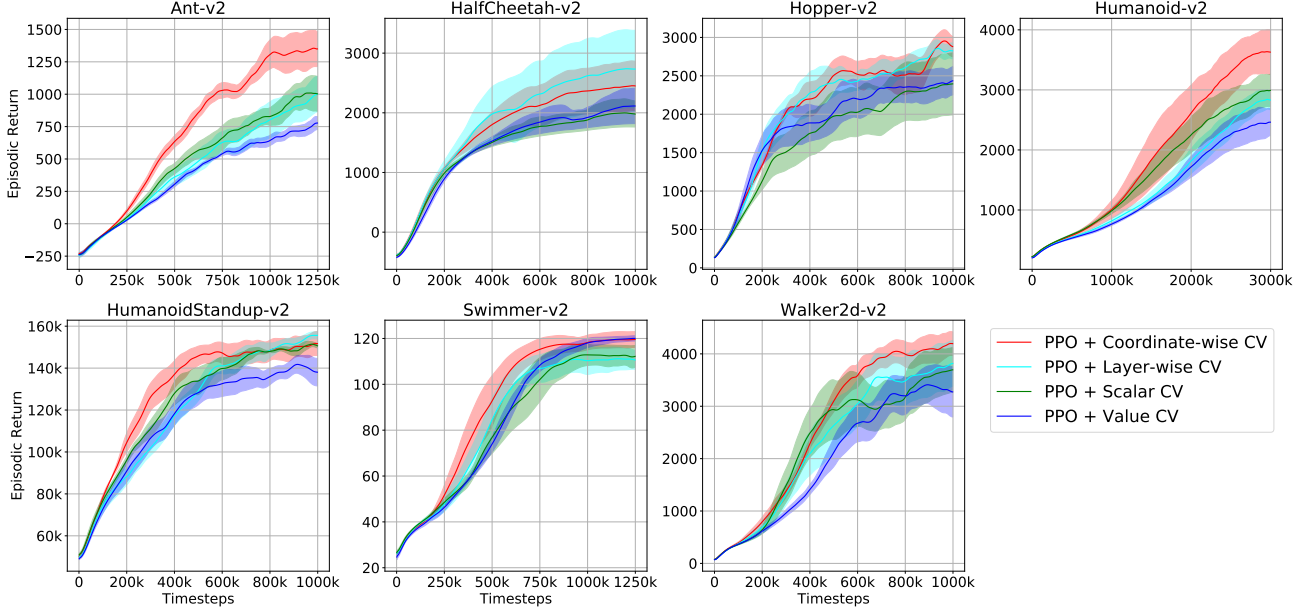 Ant-v2
HalfCheetah-v2
Hopper-v2
Humanoid-v2
Episodic Return
1500
1250
1000
750
500
250
0
−250
0 250k 500k 750k 1000k 1250k
3000
2000
1000
0
0 200k 400k 600k 800k 1000k
3000
2500
2000
1500
1000
500
0
0 200k 400k 600k 800k 1000k
4000
3000
2000
1000
0 1000k 2000k 3000k
HumanoidStandup-v2
Swimmer-v2
Walker2d-v2
Episodic Return
160k
140k
120k
100k
80k
60k
0 200k 400k 600k 800k 1000k
Timesteps
120
100
80
60
40
20
0 250k 500k 750k 1000k 1250k
Timesteps
4000
3000
2000
1000
0
0 200k 400k 600k 800k 1000k
Timesteps
PPO + Coordinate-wise CV
PPO + Layer-wise CV
PPO + Scalar CV
PPO + Value CV